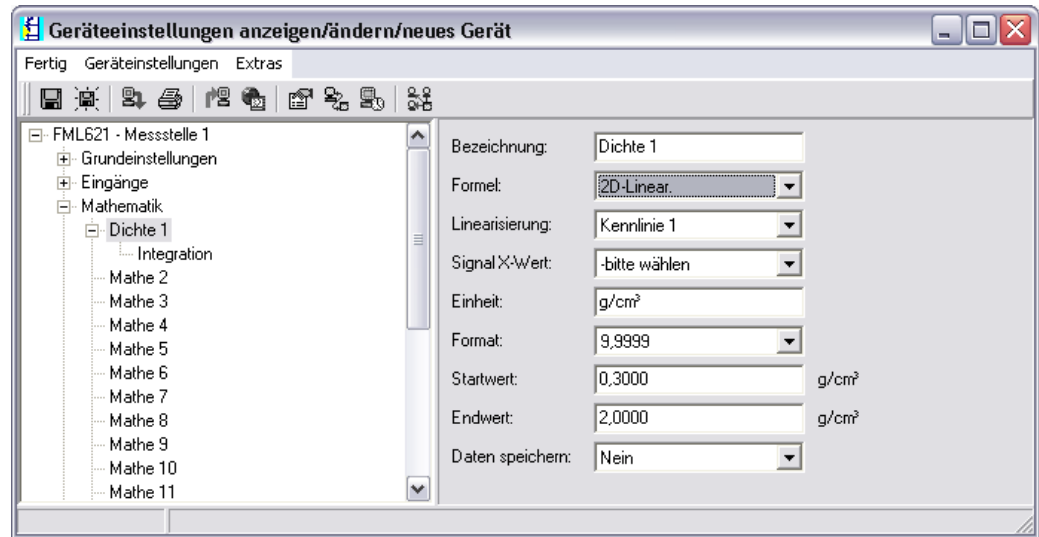 Geräteeinstellungen anzeigen/ändern/neues Gerät
Fertig Geräteinstellungen Extras
FML621 - Messstelle 1
Grundeinstellungen
Eingänge
Mathematik
Dichte 1
Integration
Mathe 2
Mathe 3
Mathe 4
Mathe 5
Mathe 6
Mathe 7
Mathe 8
Mathe 9
Mathe 10
Mathe 11
Bezeichnung: Dichte 1
Formel: 2D-Linear.
Linearisierung: Kennlinie 1
Signal X-Wert: -bitte wählen
Einheit: g/cm³
Format: 9,9999
Startwert: 0,3000 g/cm³
Endwert: 2,0000 g/cm³
Daten speichern: Nein